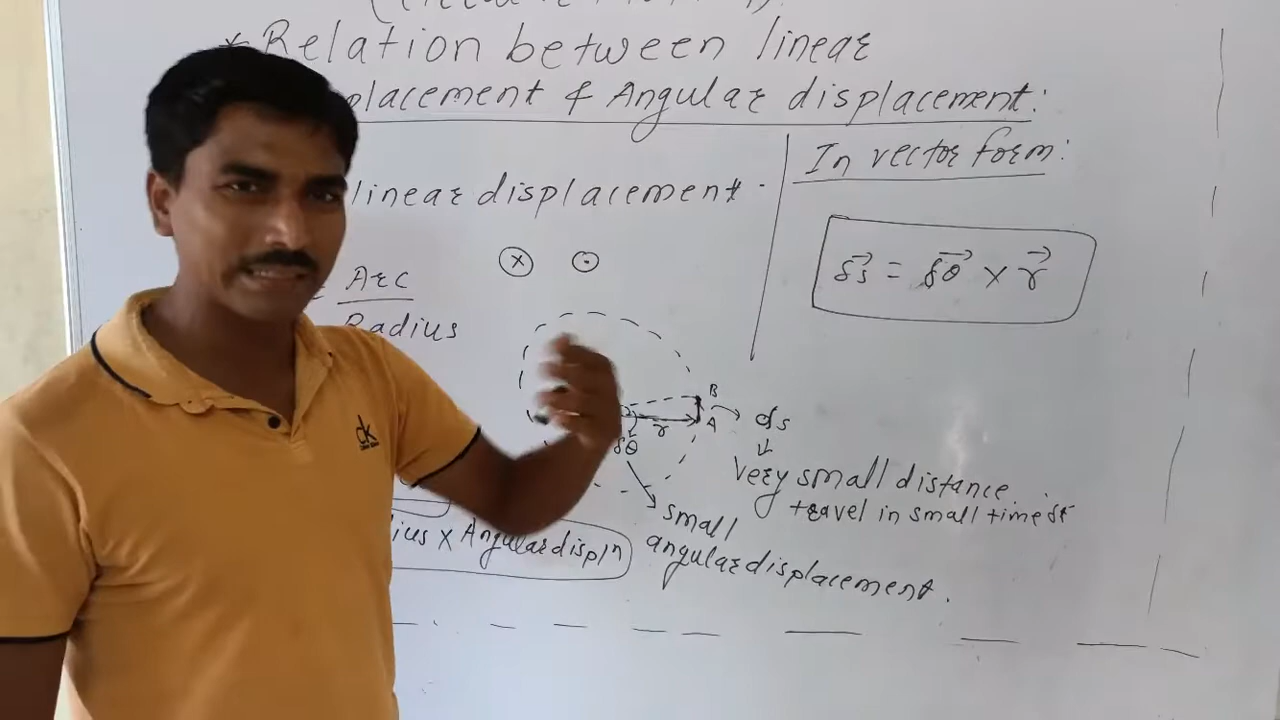 * Relation between linear
placement & Angular displacement:
linear displacement.
Arc
Radius
ius x Angular displn
⊗ ⊙
B
A
r
δθ
ds
very small distance
travel in small time δt
small
angular displacement.
In vector form:
δs⃗ = δθ⃗ × r⃗
ck